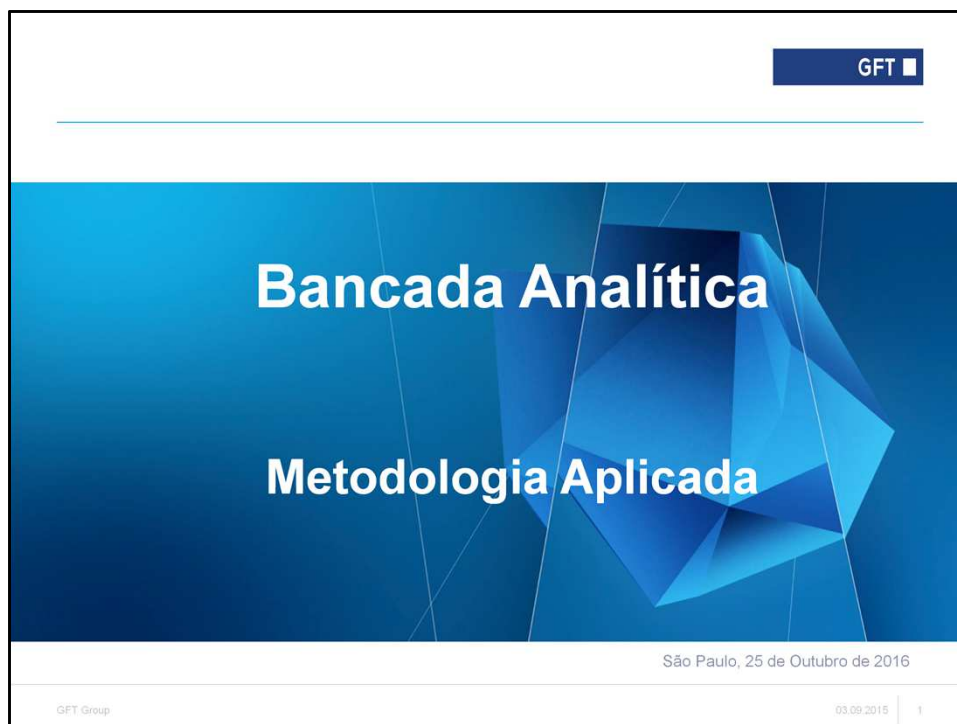 GFT
Bancada Analítica
Metodologia Aplicada
São Paulo, 25 de Outubro de 2016
GFT Group
03.09.2015
1